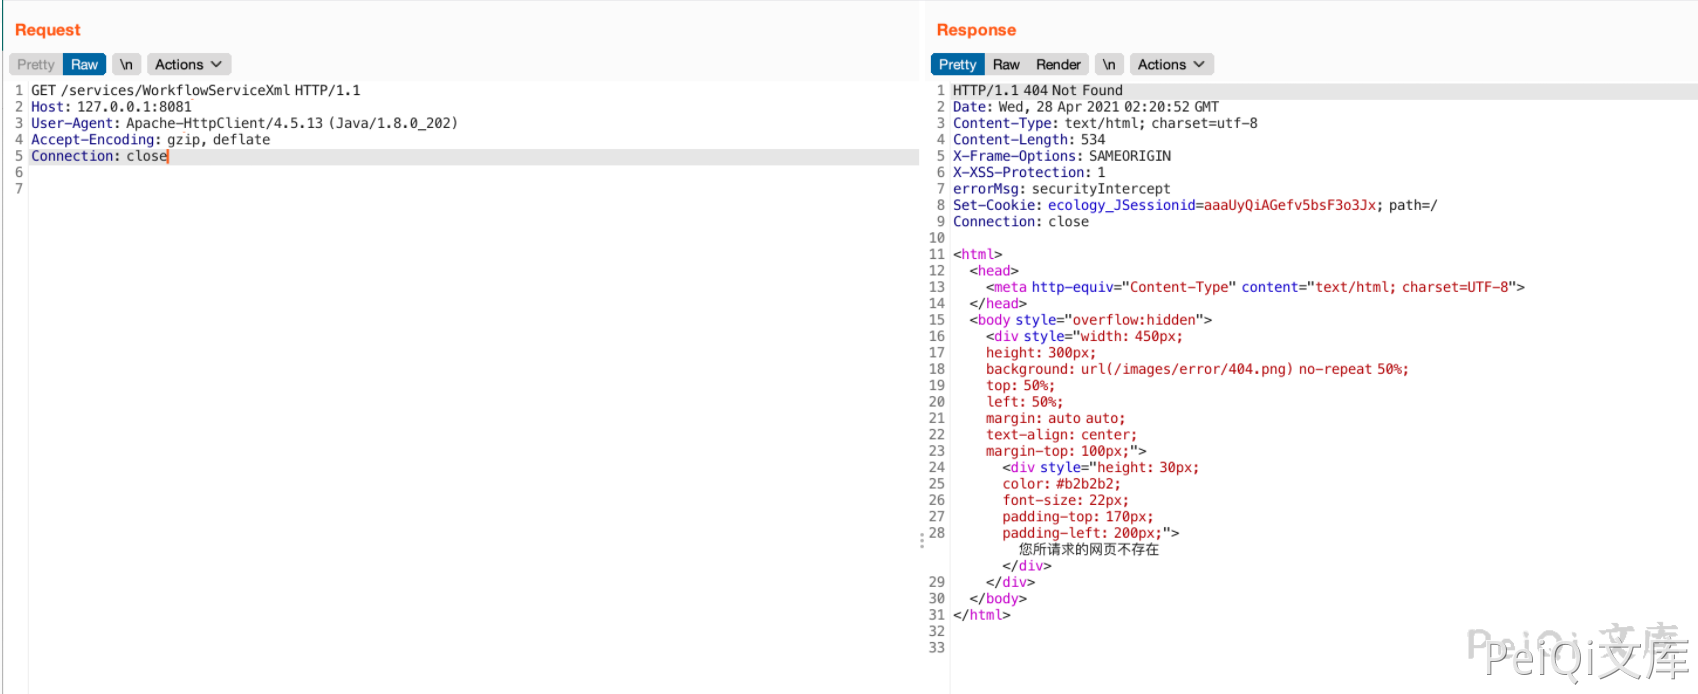 Request
Pretty Raw \n Actions
1 GET /services/WorkflowServiceXml HTTP/1.1
2 Host: 127.0.0.1:8081
3 User-Agent: Apache-HttpClient/4.5.13 (Java/1.8.0_202)
4 Accept-Encoding: gzip, deflate
5 Connection: close
6
7
Response
Pretty Raw Render \n Actions
1 HTTP/1.1 404 Not Found
2 Date: Wed, 28 Apr 2021 02:20:52 GMT
3 Content-Type: text/html; charset=utf-8
4 Content-Length: 534
5 X-Frame-Options: SAMEORIGIN
6 X-XSS-Protection: 1
7 errorMsg: securityIntercept
8 Set-Cookie: ecology_JSessionid=aaaUyQiAGefv5bsF3o3Jx; path=/
9 Connection: close
10
11 <html>
12 <head>
13 <meta http-equiv="Content-Type" content="text/html; charset=UTF-8">
14 </head>
15 <body style="overflow:hidden">
16 <div style="width: 450px;
17 height: 300px;
18 background: url(/images/error/404.png) no-repeat 50%;
19 top: 50%;
20 left: 50%;
21 margin: auto auto;
22 text-align: center;
23 margin-top: 100px;">
24 <div style="height: 30px;
25 color: #b2b2b2;
26 font-size: 22px;
27 padding-top: 170px;
28 padding-left: 200px;">
您所请求的网页不存在
</div>
29 </div>
30 </body>
31 </html>
32
33
PeiQi 文库
PeiQi文库